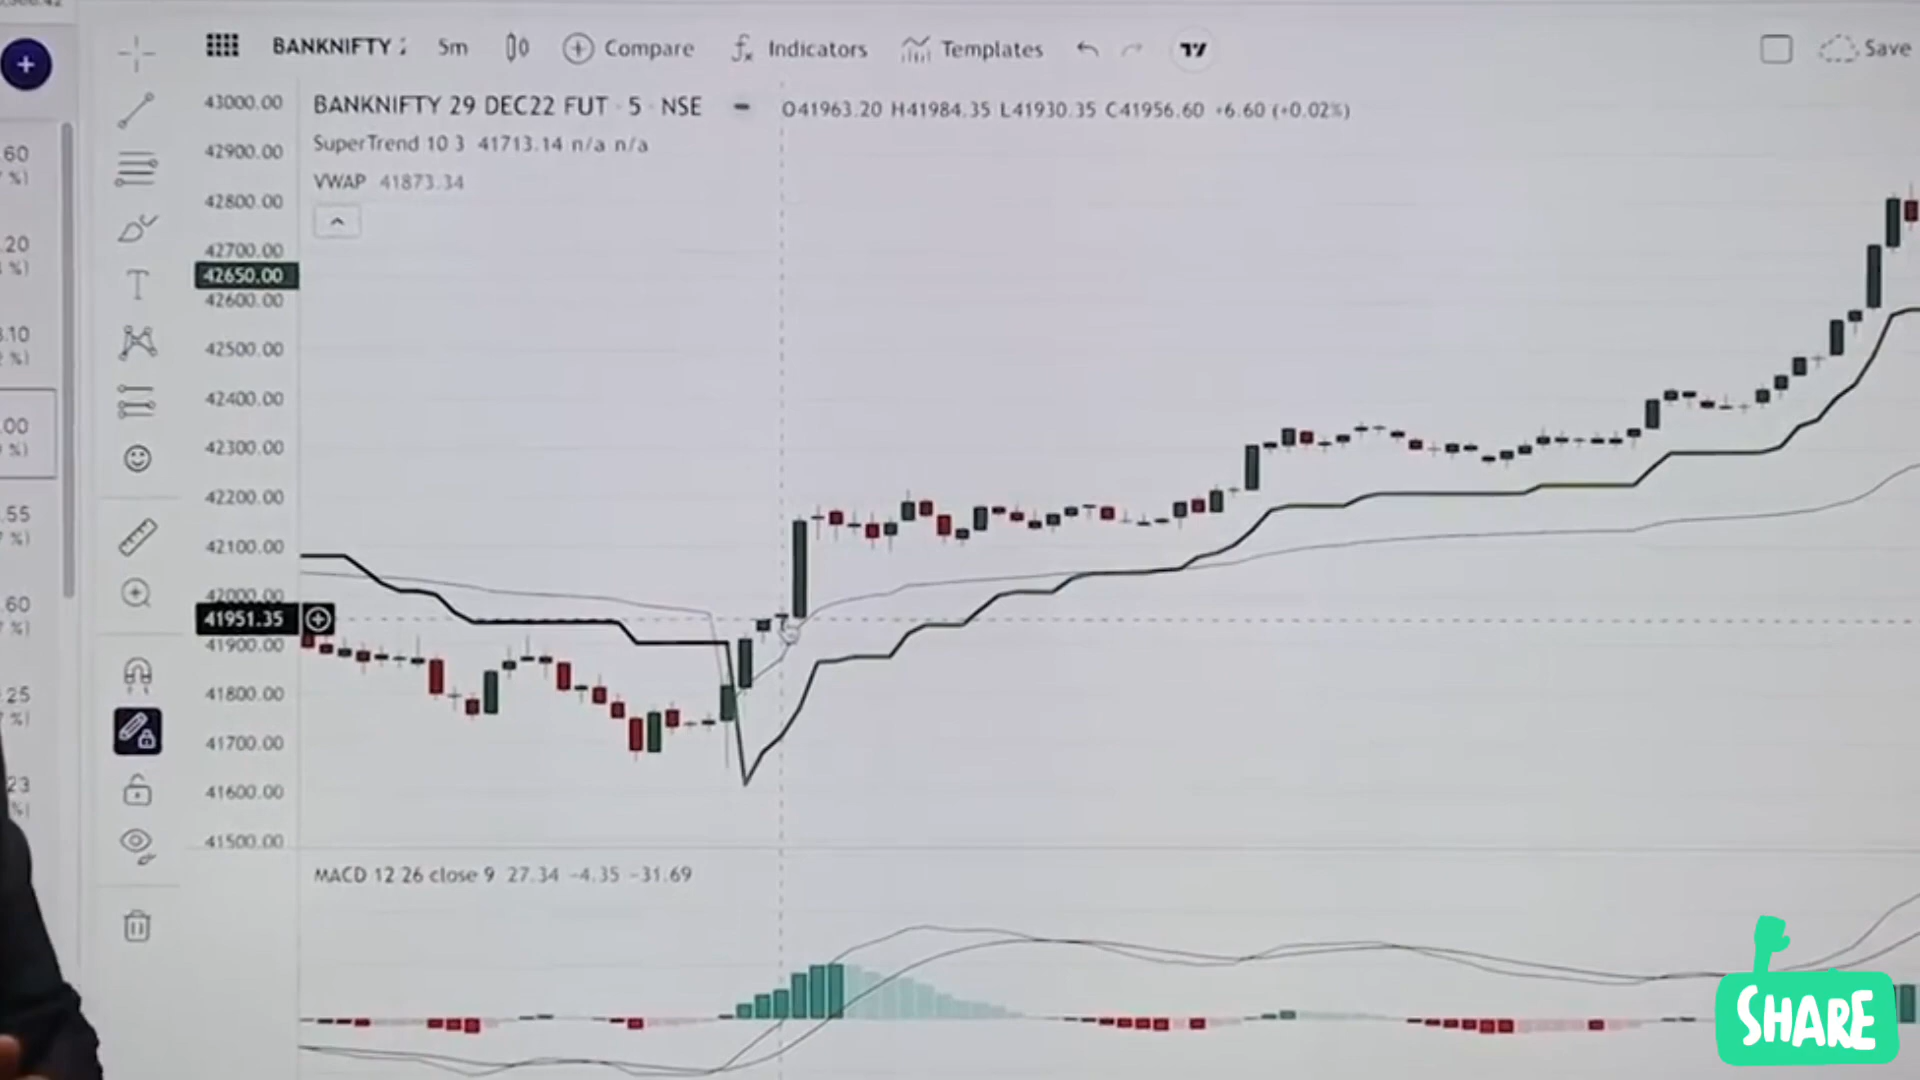 BANKNIFTY
5m
Compare
Indicators
Templates
Save
BANKNIFTY 29 DEC22 FUT · 5 · NSE
O41963.20 H41984.35 L41930.35 C41956.60 +6.60 (+0.02%)
SuperTrend 10 3 41713.14 n/a n/a
VWAP 41873.34
43000.00
42900.00
42800.00
42700.00
42650.00
42600.00
42500.00
42400.00
42300.00
42200.00
42100.00
42000.00
41951.35
41900.00
41800.00
41700.00
41600.00
41500.00
MACD 12 26 close 9 27.34 -4.35 -31.69
SHARE